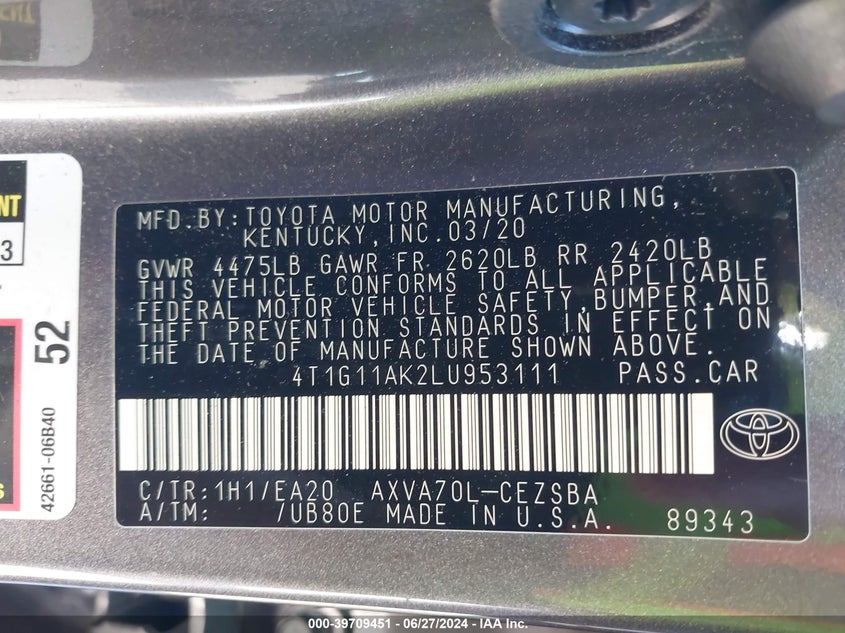 MFD.BY:TOYOTA MOTOR MANUFACTURING,
KENTUCKY,INC.03/20
GVWR 4475LB GAWR FR 2620LB RR 2420LB
THIS VEHICLE CONFORMS TO ALL APPLICABLE
FEDERAL MOTOR VEHICLE SAFETY,BUMPER,AND
THEFT PREVENTION STANDARDS IN EFFECT ON
THE DATE OF MANUFACTURE SHOWN ABOVE.
4T1G11AK2LU953111 PASS.CAR
C/TR:1H1/EA20 AXVA70L-CEZSBA
A/TM: /UB80E MADE IN U.S.A. 89343
52
42661-06B40
000-39709451 - 06/27/2024 - IAA Inc.